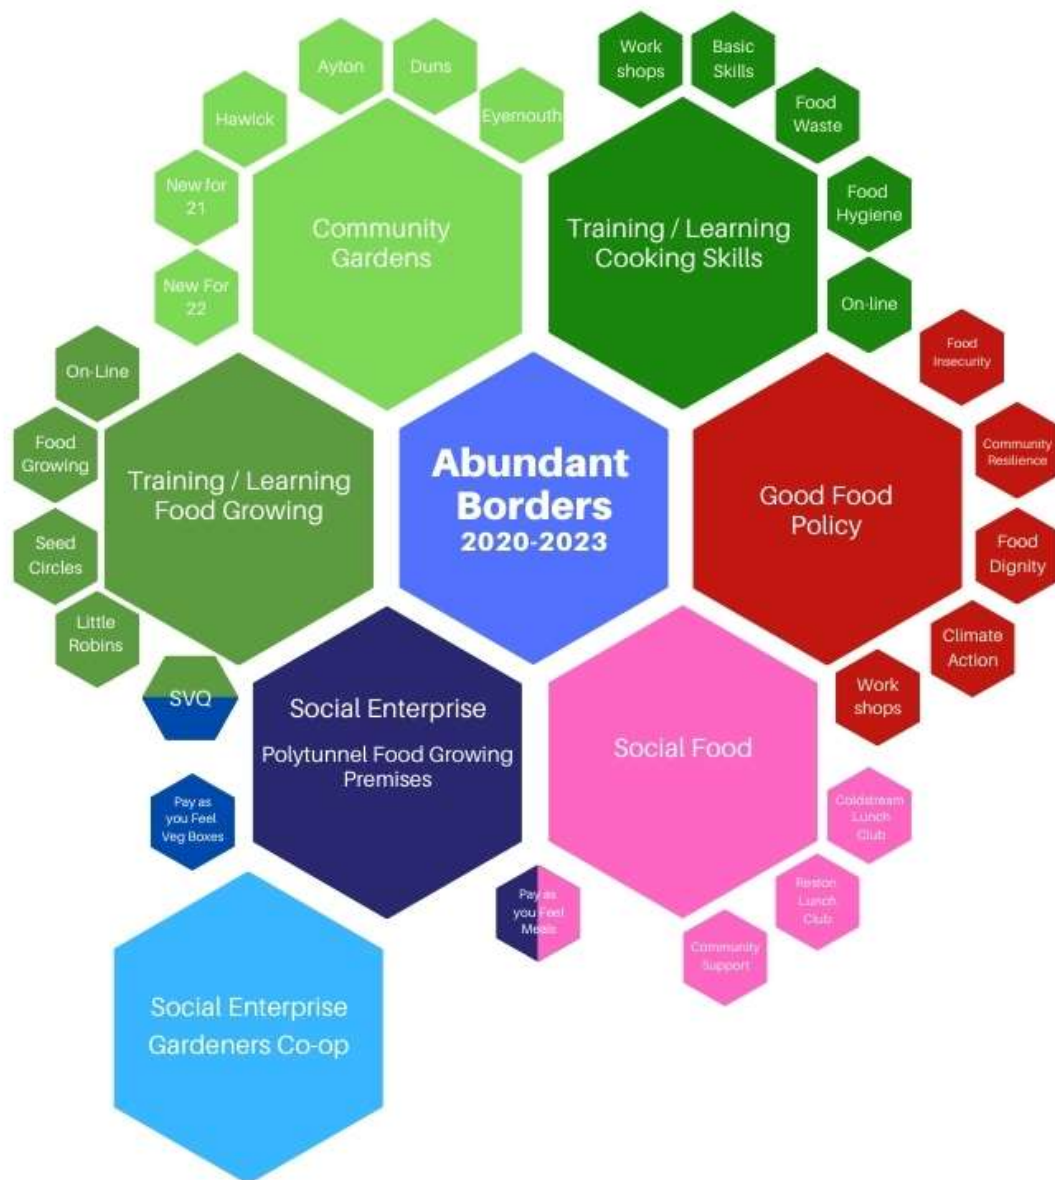 Ayton
Duns
Hawick
Eyemouth
New for
21
New For
22
Community
Gardens
Work
shops
Basic
Skills
Food
Waste
Food
Hygiene
On-line
Training / Learning
Cooking Skills
On-Line
Food
Growing
Seed
Circles
Little
Robins
SVQ
Training / Learning
Food Growing
Abundant
Borders
2020-2023
Good Food
Policy
Food
Insecurity
Community
Resilience
Food
Dignity
Climate
Action
Work
shops
Social Enterprise
Polytunnel Food Growing
Premises
Pay as
you Feel
Veg Boxes
Pay as
you Feel
Meals
Social Food
Coldstream
Lunch
Club
Reston
Lunch
Club
Community
Support
Social Enterprise
Gardeners Co-op